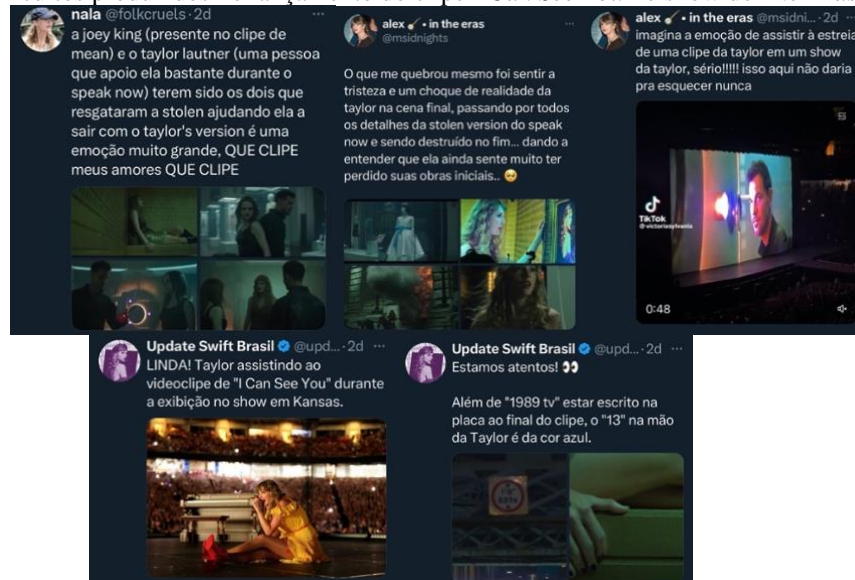 nala @folkcruels · 2d
a joey king (presente no clipe de
mean) e o taylor lautner (uma pessoa
que apoio ela bastante durante o
speak now) terem sido os dois que
resgataram a stolen ajudando ela a
sair com o taylor's version é uma
emoção muito grande, QUE CLIPE
meus amores QUE CLIPE
alex • in the eras
@msidnights
O que me quebrou mesmo foi sentir a
tristeza e um choque de realidade da
taylor na cena final, passando por todos
os detalhes da stolen version do speak
now e sendo destruído no fim... dando a
entender que ela ainda sente muito ter
perdido suas obras iniciais.. 🥺
alex • in the eras @msidni... · 2d
imagina a emoção de assistir à estreia
de uma clipe da taylor em um show
da taylor, sério!!!!! isso aqui não daria
pra esquecer nunca
TikTok
@victoriasylvania
0:48
Update Swift Brasil @upd... · 2d
LINDA! Taylor assistindo ao
videoclipe de "I Can See You" durante
a exibição no show em Kansas.
Update Swift Brasil @upd... · 2d
Estamos atentos! 👀
Além de "1989 tv" estar escrito na
placa ao final do clipe, o "13" na mão
da Taylor é da cor azul.